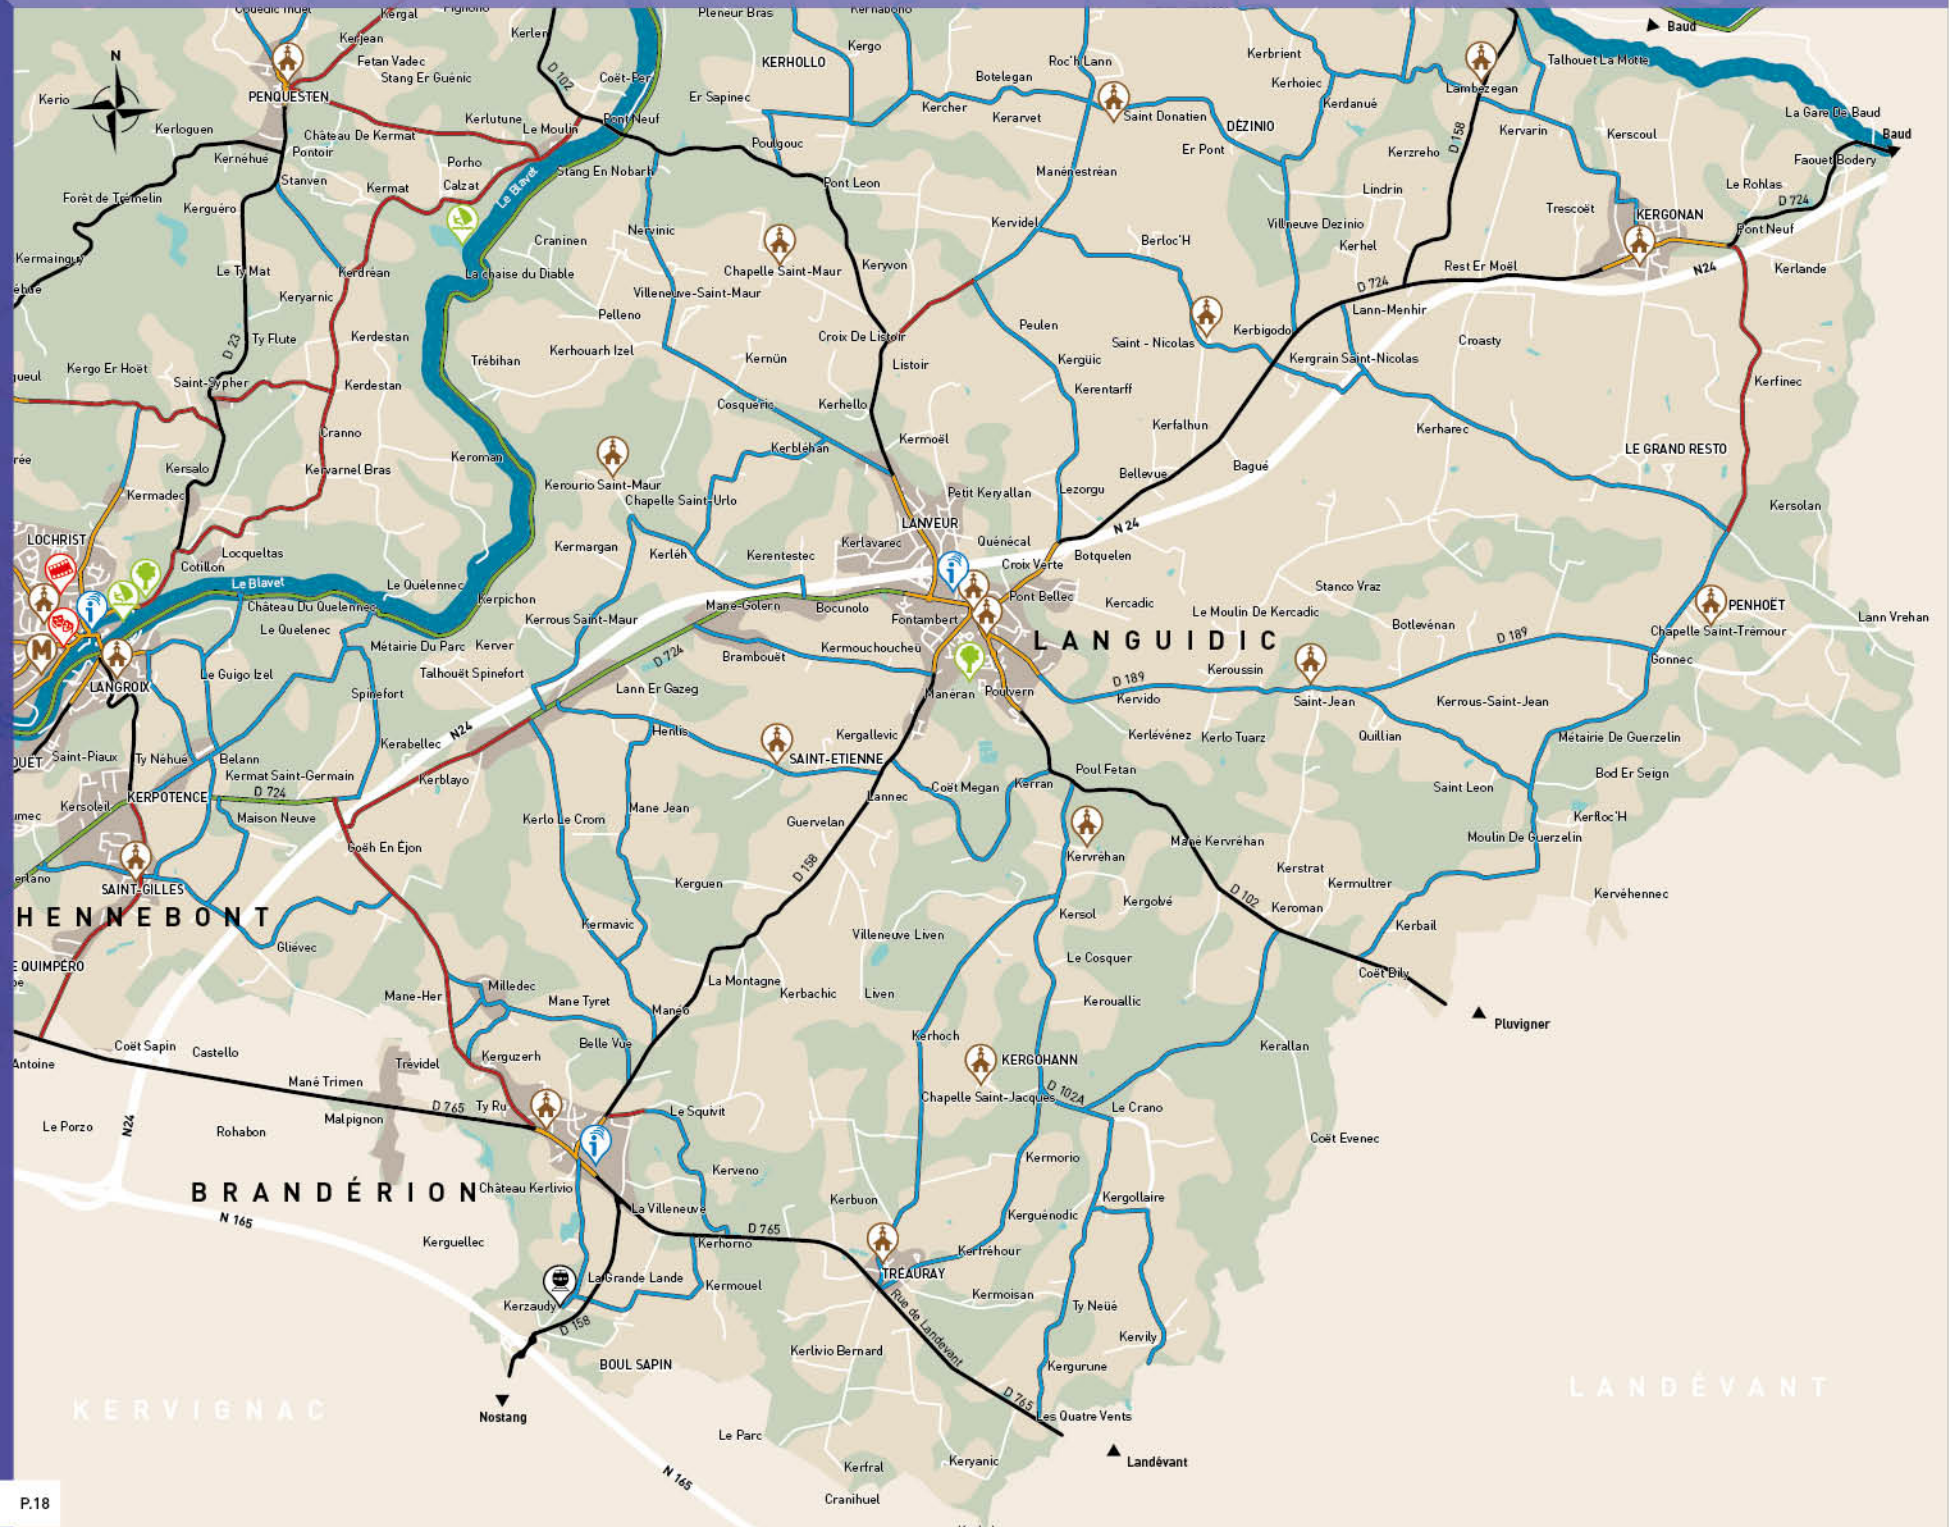 Kergal
Pleneur Bras
Kerjean
Kerlen
Kergo
Kerbrient
Baud
Fetan Vadec
Stang Er Guénic
KERHOLLO
Coët-Per
Roc'h Lann
Talhouet La Motte
N
D 102
Botelegan
Kerhoiec
Lambezegan
Kerio
PENQUESTEN
Er Sapinec
Kercher
Kerdanué
La Gare De Baud
Kerloguen
Château De Kermat
Kerlutune
Le Moulin
Pont Neuf
Kerarvet
Saint Donatien
DÉZINIO
Kervarin
Kerscoul
Baud
Kernéhué
Pontoir
Porho
Poulgouc
Er Pont
Kerzreho
D 158
Faouet Bodery
Stanven
Kermat
Calzat
Le Blavet
Stang En Nobarh
Pont Leon
Manénestréan
Lindrin
Le Rohlas
Forêt de Trémelin
Kerguéro
Trescoët
KERGONAN
D 724
Kervidel
Villneuve Dezinio
Pont Neuf
Kermainguy
Nervinic
Craninen
Berloc'H
Kerhel
Le Ty Mat
Kerdréan
La chaise du Diable
Chapelle Saint-Maur
Keryvon
Rest Er Moël
N24
Kerlande
Keryarnic
Villeneuve-Saint-Maur
D 724
Pelleno
Lann-Menhir
D 23
Ty Flute
Kerdestan
Croix De Listoir
Peulen
Saint - Nicolas
Kerbigodo
Croasty
Trébihan
Kerhouarh Izel
Kernün
Listoir
Kergüic
Kergrain Saint-Nicolas
Kergo Er Hoët
Saint-Sypher
Kerdestan
Kerentarff
Kerfinec
Cosquéric
Kerhello
Kerfalhun
Kerharec
Cranno
Kermoël
Keroman
Kerbléhan
LE GRAND RESTO
Kersalo
Kervarnel Bras
Bellevue
Bagué
Kermadec
Kerourio Saint-Maur
Chapelle Saint-Urlo
Petit Keryallan
Lezorgu
Kersolan
LANVEUR
N 24
LOCHRIST
Locqueltas
Kermargan
Kerléh
Kerentestec
Kerlavarec
Quénécal
Croix Verte
Botquelen
Cotillon
Le Blavet
Le Quélennec
Stanco Vraz
Kerpichon
Château Du Quelennec
Kerrous Saint-Maur
Mane-Golern
Bocunolo
Fontambert
Pont Bellec
Kercadic
Le Moulin De Kercadic
PENHOËT
Le Quelenec
Botlevénan
D 189
Chapelle Saint-Trémour
Lann Vrehan
LANGUIDIC
Métairie Du Parc
Kerver
D 724
Brambouët
Kermouchoucheu
Gonnec
Le Guigo Izel
Talhouët Spinefort
Keroussin
LANGROIX
Spinefort
Lann Er Gazeg
Manéran
Poulvern
D 189
Kervido
Saint-Jean
Kerrous-Saint-Jean
Kerabellec
N24
Henlis
Kergallevic
Kerlévénez
Kerlo Tuarz
Quillian
Métairie De Guerzelin
Saint-Piaux
Ty Néhué
Belann
SAINT-ETIENNE
Kermat Saint-Germain
Kerblayo
Poul Fetan
Bod Er Seign
KERPOTENCE
D 724
Lannec
Coët Megan
Kerran
Saint Leon
Kersoleil
Maison Neuve
Kerlo Le Crom
Mane Jean
Guervelan
Kerfloc'H
Goëh En Éjon
Mané Kervréhan
Moulin De Guerzelin
D 158
Kervréhan
SAINT-GILLES
Kerguen
Kerstrat
Kermultrer
Kervéhennec
HENNEBONT
Kermavic
Kergolvé
D 102
Keroman
Kersol
Kerbail
Gliévec
Villeneuve Liven
Le Cosquer
Coët Bily
Mane-Her
Milledec
La Montagne
Mane Tyret
Kerbachic
Liven
Kerouallic
Manéo
Pluvigner
Coët Sapin
Castello
Kerhoch
Belle Vue
Kerguzerh
Trévidel
KERGOHANN
Kerallan
Mané Trimen
D 102A
Chapelle Saint-Jacques
D 765
Ty Ru
Le Squivit
Le Crano
Malpignon
Le Porzo
N24
Rohabon
Coët Evenec
Kermorio
Kerveno
BRANDÉRION
Château Kerlivio
Kerbuon
Kergollaire
La Villeneuve
Kerguénodic
N 165
D 765
Kerguellec
Kerhorno
Kerfréhour
TRÉAURAY
La Grande Lande
Kermouel
Kermoisan
Kerzaudy
Ty Neüé
Rue de Landevant
D 158
Kervily
Kerlivio Bernard
BOUL SAPIN
Kergurune
D 765
LANDÉVANT
KERVIGNAC
Nostang
Les Quatre Vents
Le Parc
Landévant
Keryanic
Kerfral
N 165
Cranihuel
P.18